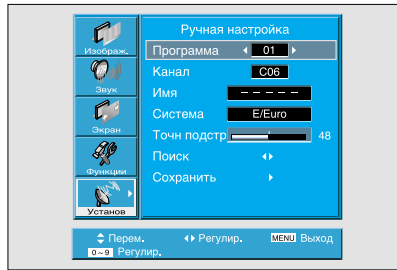 Ручная настройка
Изображ.
Программа 01
Канал C06
Звук
Имя – – – – –
Система E/Euro
Экран
Точн подстр 48
Поиск
Функции
Сохранить
Установ
Перем. Регулир. MENU Выход
0~9 Регулир.